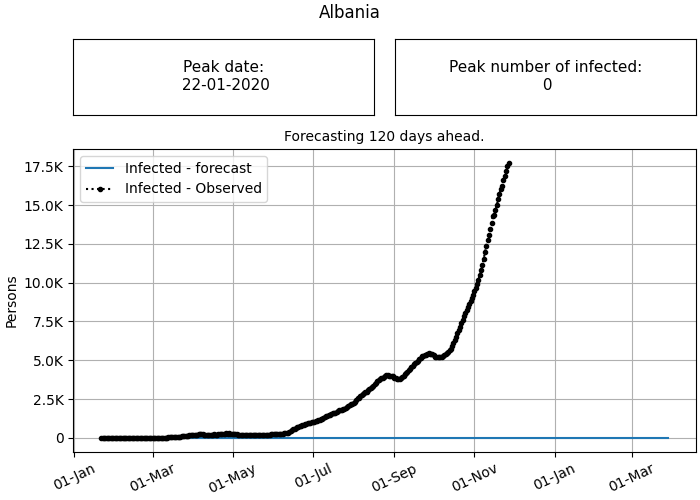 Albania
Peak date:
22-01-2020
Peak number of infected:
0
Forecasting 120 days ahead.
Infected - forecast
Infected - Observed
17.5K
15.0K
12.5K
10.0K
7.5K
5.0K
2.5K
0
Persons
01-Jan
01-Mar
01-May
01-Jul
01-Sep
01-Nov
01-Jan
01-Mar